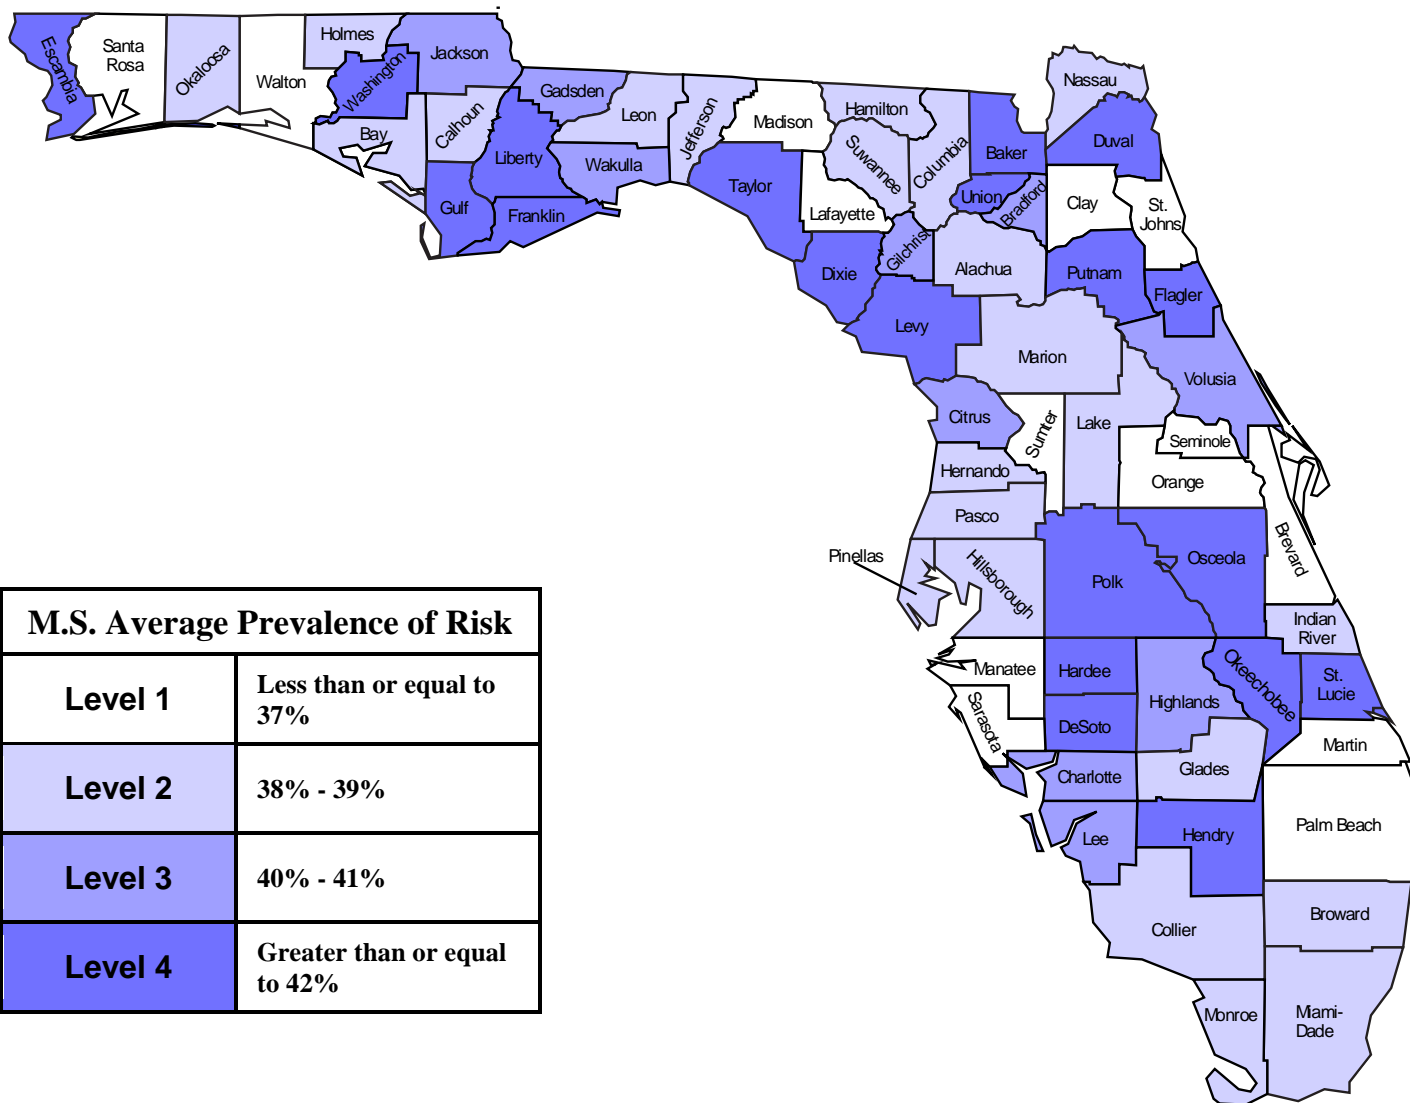 Escambia
Santa
Rosa
Okaloosa
Walton
Holmes
Washington
Jackson
Bay
Calhoun
Gulf
Gadsden
Liberty
Franklin
Leon
Wakulla
Jefferson
Madison
Taylor
Hamilton
Suwannee
Lafayette
Columbia
Dixie
Gilchrist
Baker
Union
Bradford
Nassau
Duval
Clay
St.
Johns
Alachua
Putnam
Flagler
Levy
Marion
Volusia
Citrus
Sumter
Lake
Seminole
Orange
Hernando
Pasco
Brevard
Pinellas
Hillsborough
Polk
Osceola
Indian
River
Manatee
Hardee
Highlands
Okeechobee
St.
Lucie
Sarasota
DeSoto
Martin
Charlotte
Glades
Lee
Hendry
Palm Beach
Collier
Broward
Monroe
Miami-
Dade
M.S. Average Prevalence of Risk
Level 1
Less than or equal to
37%
Level 2
38% - 39%
Level 3
40% - 41%
Level 4
Greater than or equal
to 42%